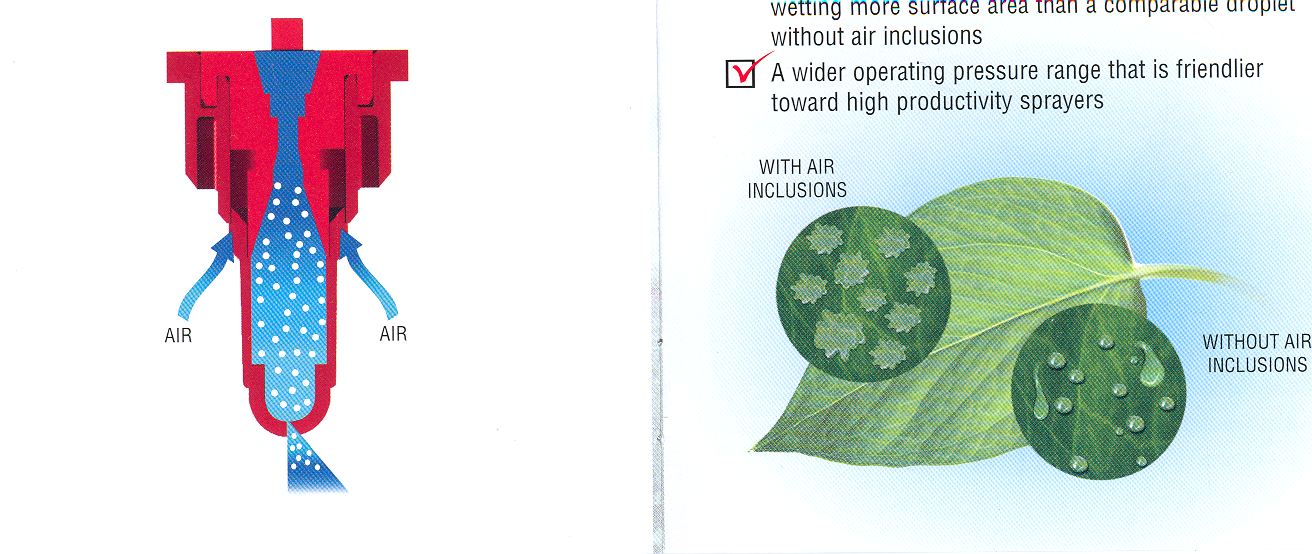 AIR
AIR
wetting more surface area than a comparable droplet
without air inclusions
A wider operating pressure range that is friendlier
toward high productivity sprayers
WITH AIR
INCLUSIONS
WITHOUT AIR
INCLUSIONS